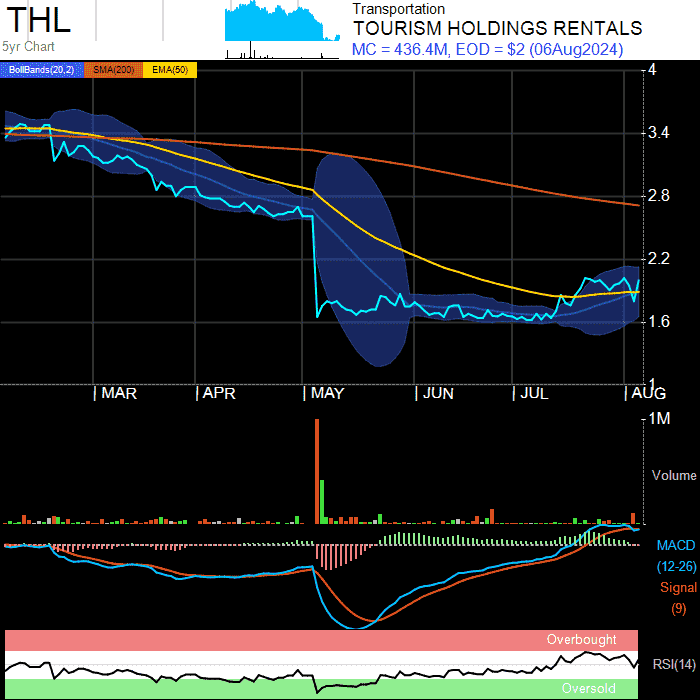 THL
5yr Chart
Transportation
TOURISM HOLDINGS RENTALS
MC = 436.4M, EOD = $2 (06Aug2024)
BollBands(20,2) SMA(200) EMA(50)
4
3.4
2.8
2.2
1.6
1
MAR APR MAY JUN JUL AUG
1M
Volume
MACD
(12-26)
Signal
(9)
Overbought
RSI(14)
Oversold